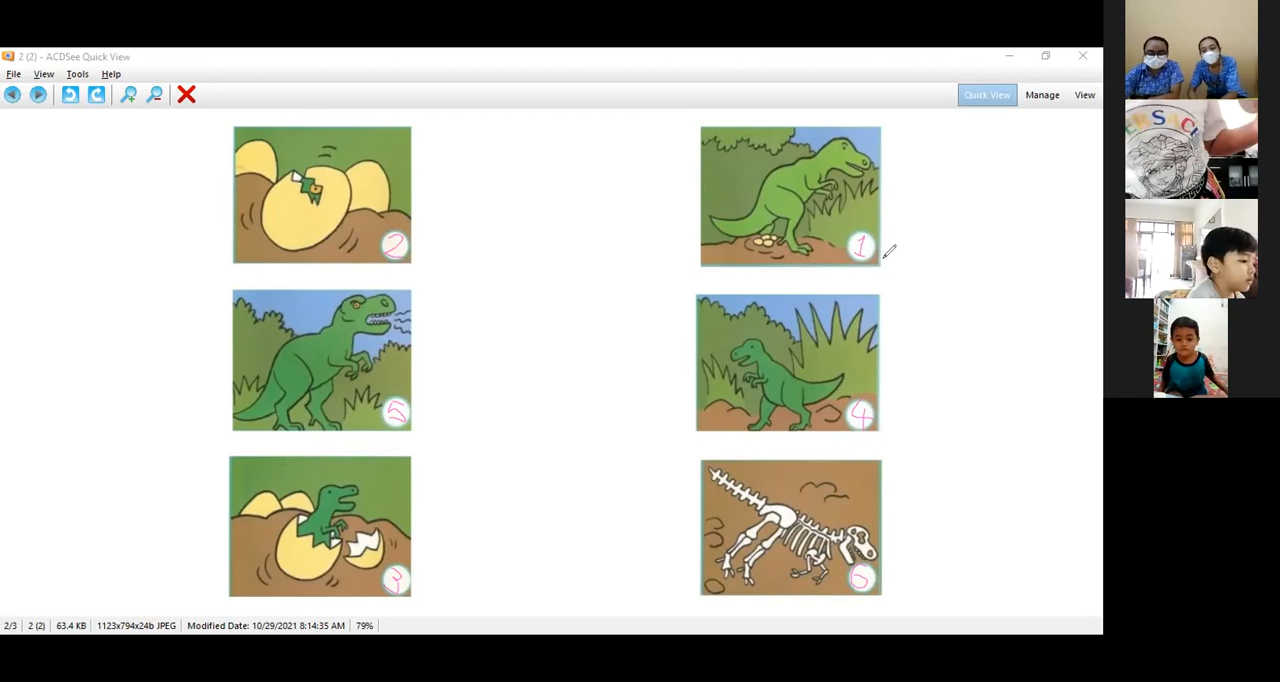 2 (2) - ACDSee Quick View
File View Tools Help
Quick View Manage View
2
1
5
4
3
6
2/3 2 (2) 63.4 KB 1123x794x24b JPEG Modified Date: 10/29/2021 8:14:35 AM 79%